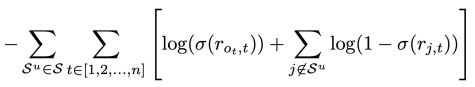 $$-\sum_{\mathcal{S}^u \in \mathcal{S}} \sum_{t \in [1,2,\ldots,n]} \left[ \log(\sigma(r_{o_t,t})) + \sum_{j \notin \mathcal{S}^u} \log(1 - \sigma(r_{j,t})) \right]$$